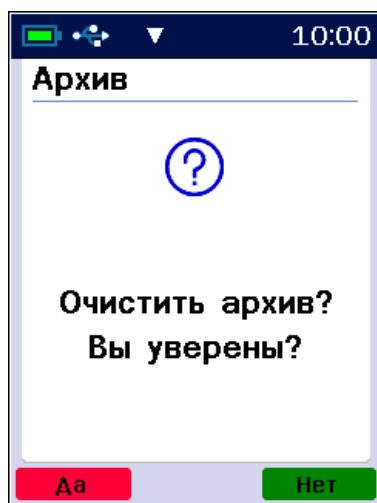 10:00
Архив
?
Очистить архив?
Вы уверены?
Да Нет